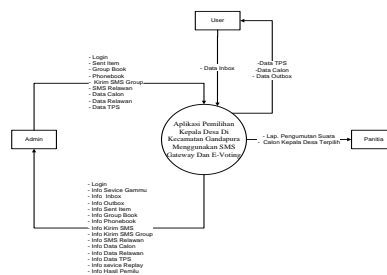 User
- Data Inbox
-Data TPS
-Data Calon
- Data Outbox
- Login
- Sent Item
- Group Book
- Phonebook
- Kirim SMS Group
- SMS Relawan
- Data Calon
- Data Relawan
- Data TPS
Admin
Aplikasi Pemilihan
Kepala Desa Di
Kecamatan Gandapura
Menggunakan SMS
Gateway Dan E-Voting
- Lap. Pengumutan Suara
- Calon Kepala Desa Terpilih
Panitia
- Login
- Info Sevice Gammu
- Info Inbox
- Info Outbox
- Info Sent Item
- Info Group Book
- Info Phonebook
- Info Kirim SMS
- Info Kirim SMS Group
- Info SMS Relawan
- Info Data Calon
- Info Data Relawan
- Info Data TPS
- Info service Replay
- Info Hasil Pemilu